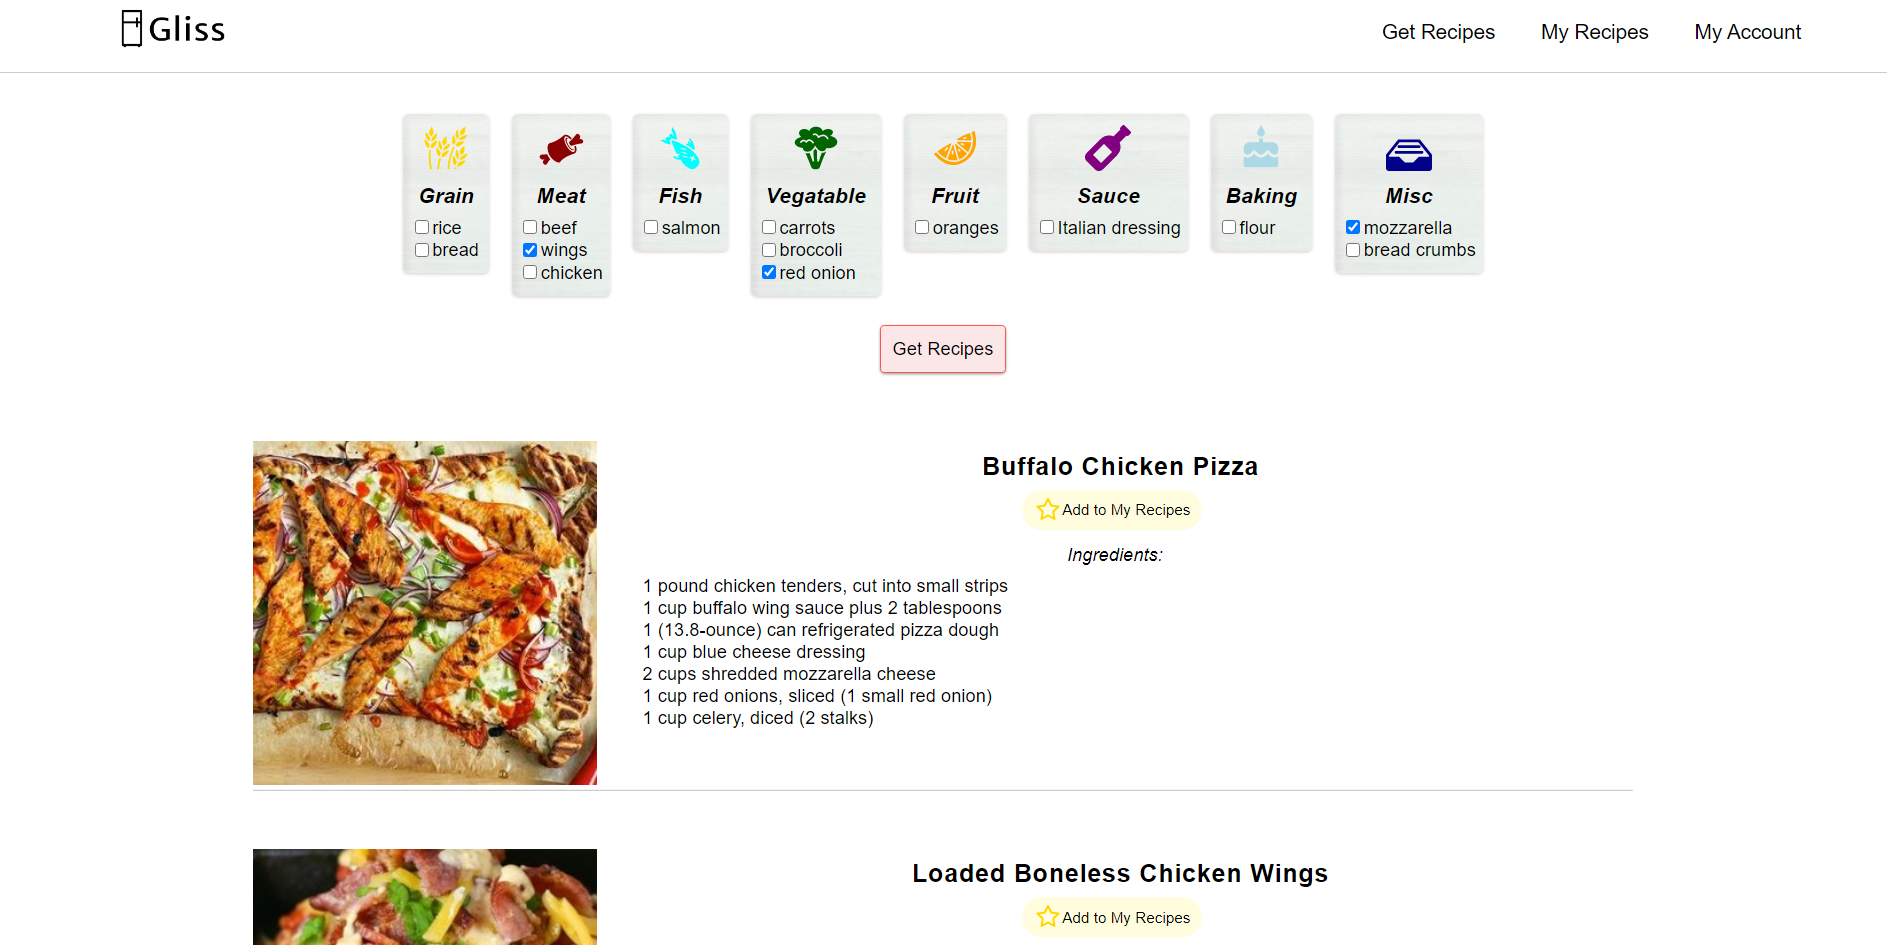 Gliss
Get Recipes
My Recipes
My Account
Grain
rice
bread
Meat
beef
wings
chicken
Fish
salmon
Vegatable
carrots
broccoli
red onion
Fruit
oranges
Sauce
Italian dressing
Baking
flour
Misc
mozzarella
bread crumbs
Get Recipes
Buffalo Chicken Pizza
Add to My Recipes
Ingredients:
1 pound chicken tenders, cut into small strips
1 cup buffalo wing sauce plus 2 tablespoons
1 (13.8-ounce) can refrigerated pizza dough
1 cup blue cheese dressing
2 cups shredded mozzarella cheese
1 cup red onions, sliced (1 small red onion)
1 cup celery, diced (2 stalks)
Loaded Boneless Chicken Wings
Add to My Recipes